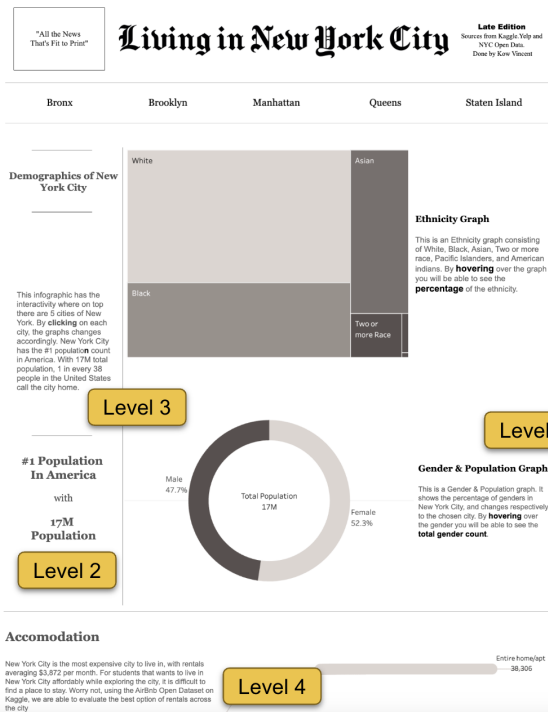 "All the News
That's Fit to Print"
Living in New York City
Late Edition
Sources from Kaggle.Yelp and
NYC Open Data.
Done by Kow Vincent
Bronx
Brooklyn
Manhattan
Queens
Staten Island
Demographics of New
York City
White
Asian
Black
Two or
more Race
Ethnicity Graph
This is an Ethnicity graph consisting
of White, Black, Asian, Two or more
race, Pacific Islanders, and American
indians. By hovering over the graph
you will be able to see the
percentage of the ethnicity.
This infographic has the
interactivity where on top
there are 5 cities of New
York. By clicking on each
city, the graphs changes
accordingly. New York City
has the #1 population count
in America. With 17M total
population, 1 in every 38
people in the United States
call the city home.
Level 3
Level
#1 Population
In America
with
17M
Population
Level 2
Male
47.7%
Total Population
17M
Female
52.3%
Gender & Population Graph
This is a Gender & Population graph. It
shows the percentage of genders in
New York City, and changes respectively
to the chosen city. By hovering over
the gender you will be able to see the
total gender count.
Accomodation
New York City is the most expensive city to live in, with rentals
averaging $3,872 per month. For students that wants to live in
New York City affordably while exploring the city, it is difficult to
find a place to stay. Worry not, using the AirBnb Open Dataset on
Kaggle, we are able to evaluate the best option of rentals across
the city
Level 4
Entire home/apt
38,306